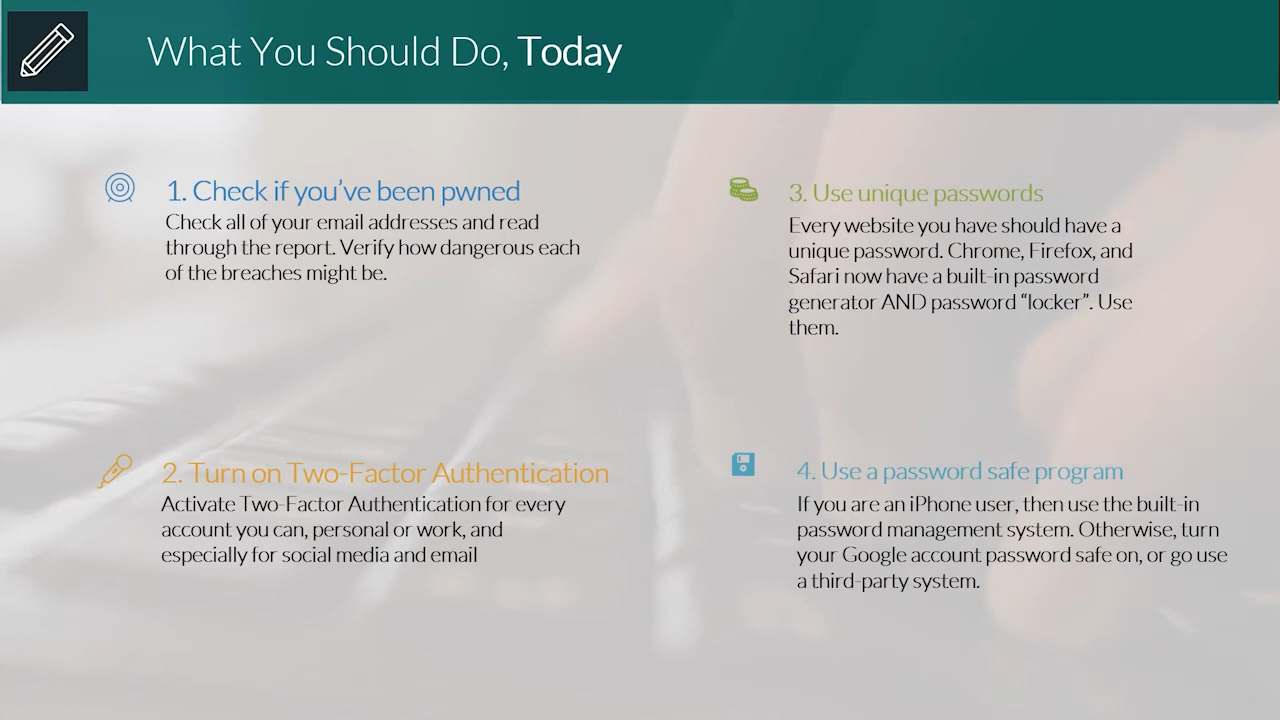 What You Should Do, Today
1. Check if you’ve been pwned
Check all of your email addresses and read
through the report. Verify how dangerous each
of the breaches might be.
2. Turn on Two-Factor Authentication
Activate Two-Factor Authentication for every
account you can, personal or work, and
especially for social media and email
3. Use unique passwords
Every website you have should have a
unique password. Chrome, Firefox, and
Safari now have a built-in password
generator AND password “locker”. Use
them.
4. Use a password safe program
If you are an iPhone user, then use the built-in
password management system. Otherwise, turn
your Google account password safe on, or go use
a third-party system.